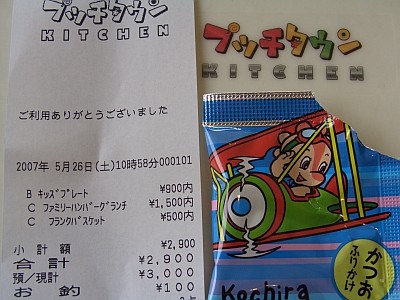 プッチタウン
KITCHEN
ご利用ありがとうございました
2007年 5月26日(土)10時58分000101
B キッズプレート ¥900内
C ファミリーハンバーグランチ ¥1,500内
C フランクバスケット ¥500内
小計額 ¥2,900
合計 ¥2,900
預/現計 ¥3,000
お釣 ¥100
プッチタウン
KITCHEN
かつお
ふりかけ
Kochira